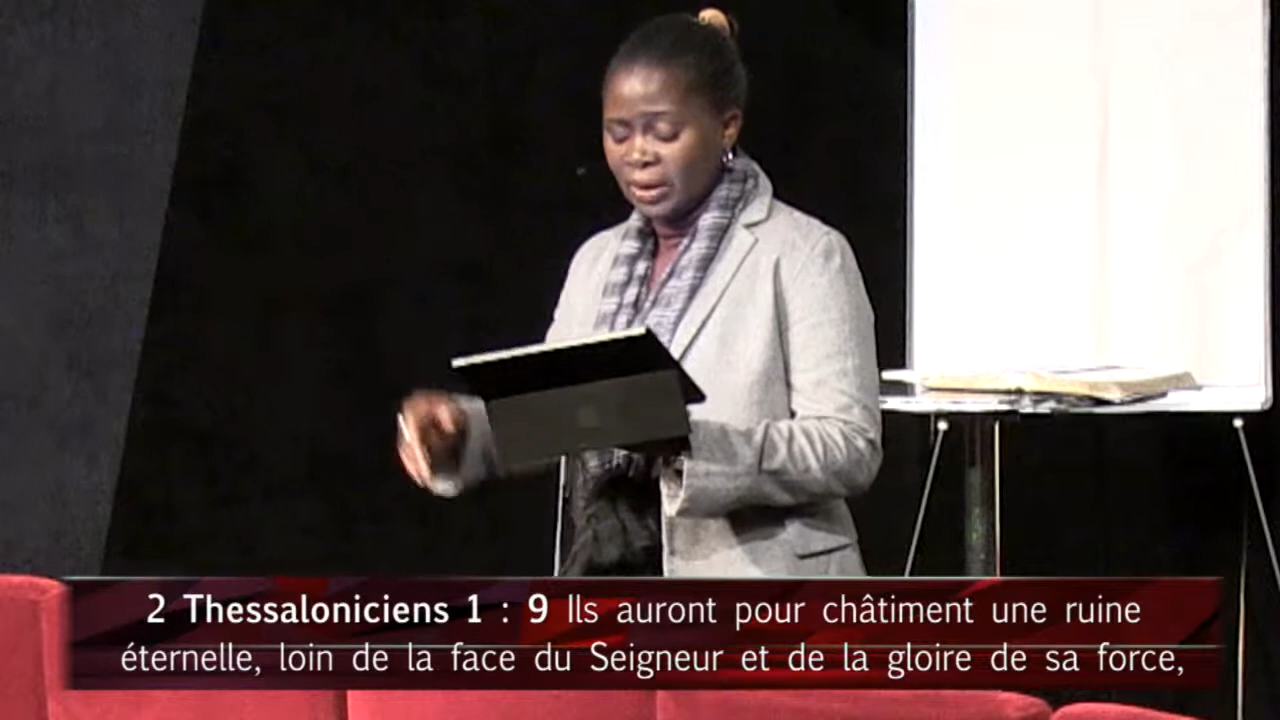 2 Thessaloniciens 1 : 9 Ils auront pour châtiment une ruine
éternelle, loin de la face du Seigneur et de la gloire de sa force,